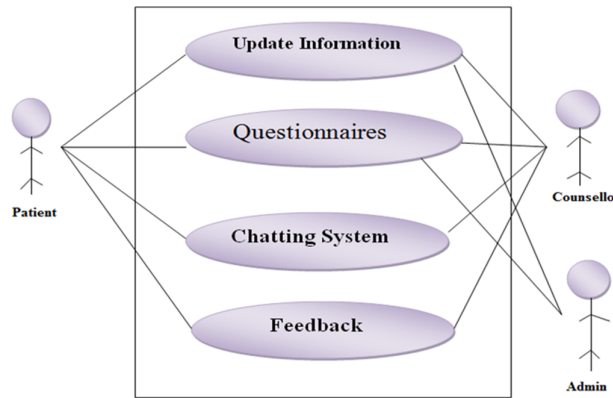 Update Information
Questionnaires
Patient
Counsello
Chatting System
Feedback
Admin